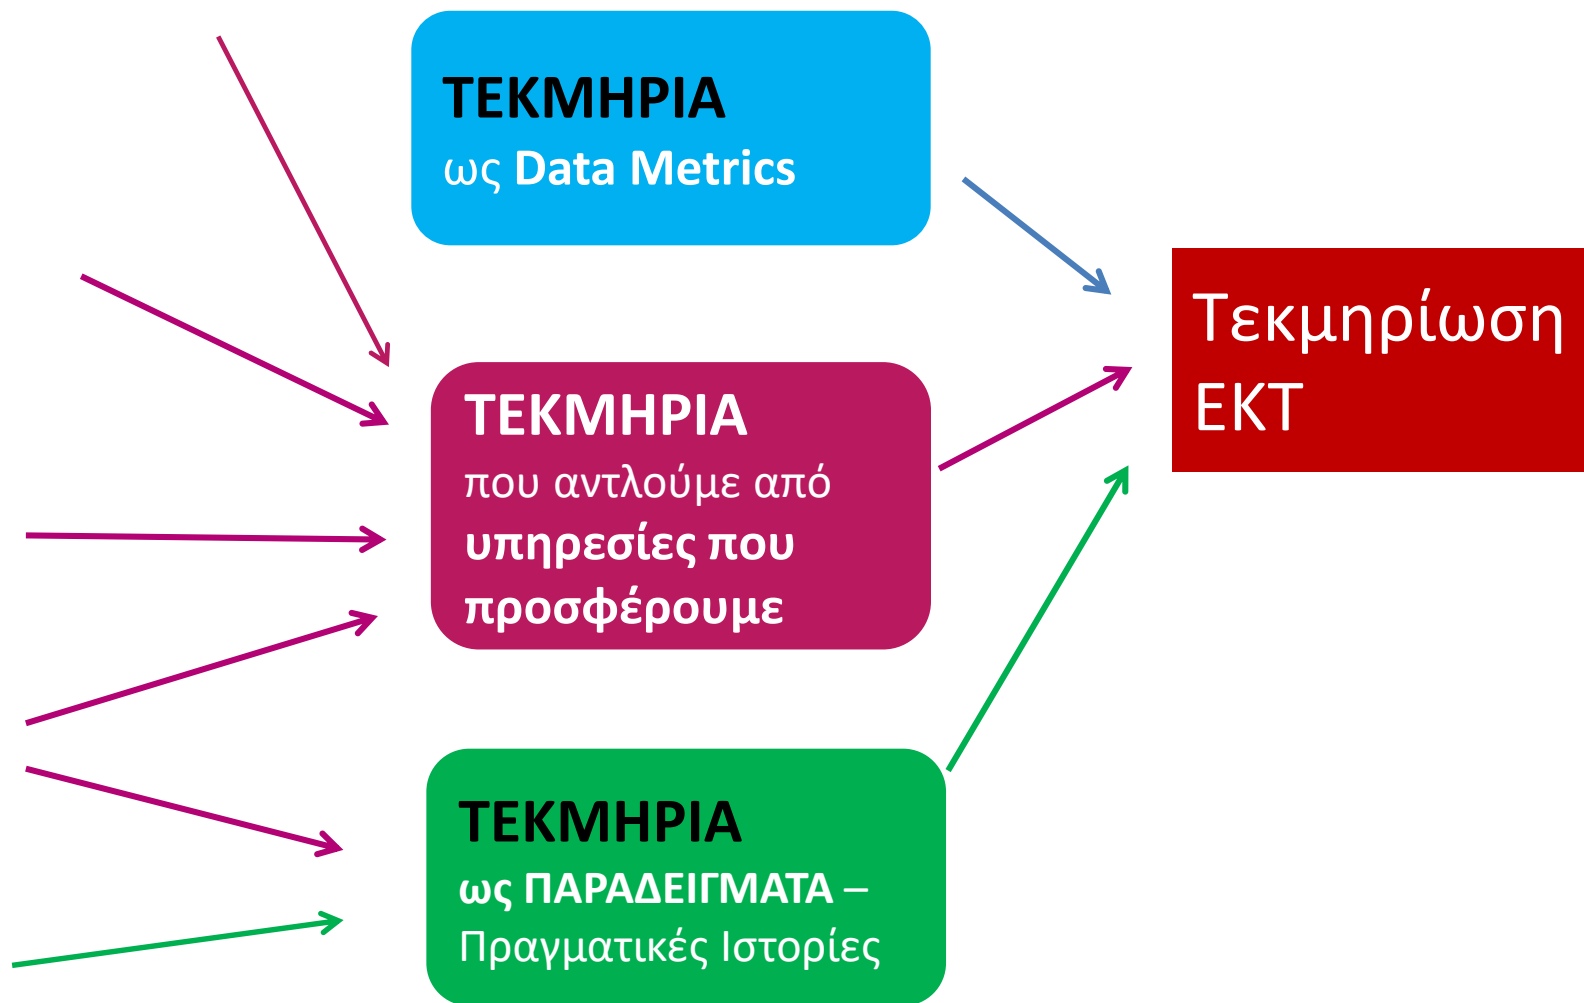 ΤΕΚΜΗΡΙΑ
ως Data Metrics
ΤΕΚΜΗΡΙΑ
που αντλούμε από
υπηρεσίες που
προσφέρουμε
ΤΕΚΜΗΡΙΑ
ως ΠΑΡΑΔΕΙΓΜΑΤΑ –
Πραγματικές Ιστορίες
Τεκμηρίωση
ΕΚΤ